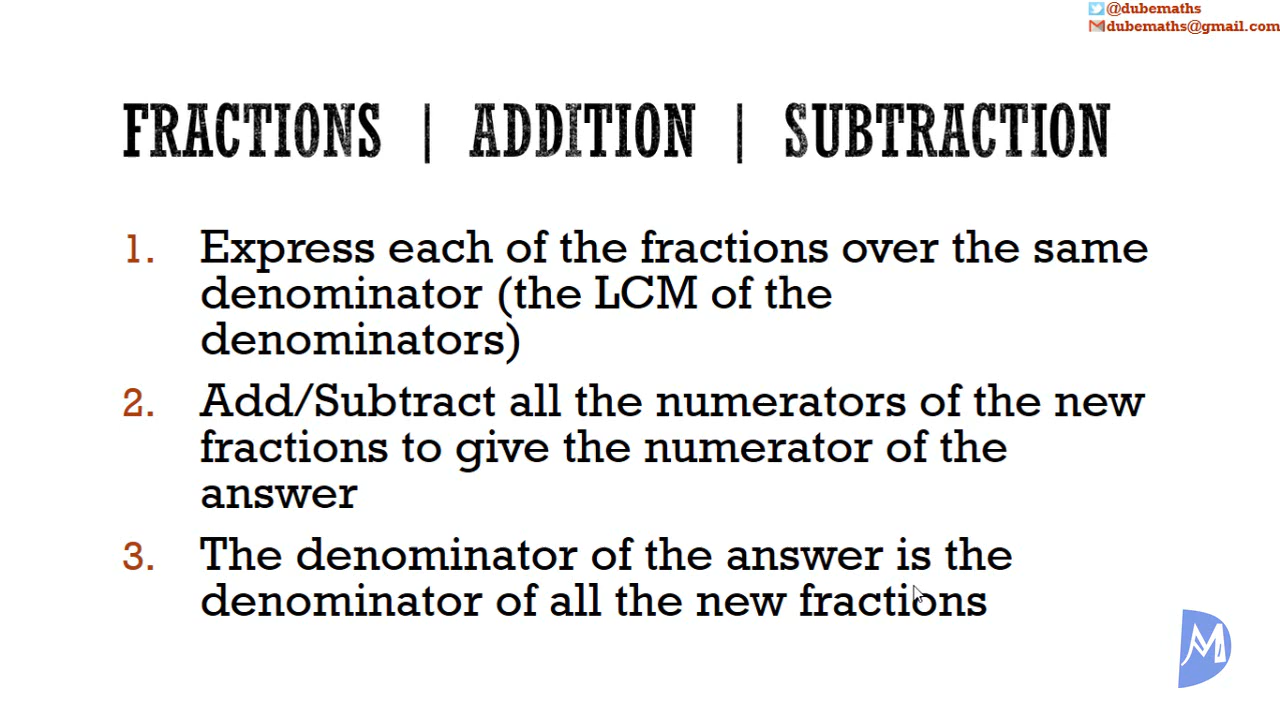 @dubemaths
dubemaths@gmail.com
FRACTIONS | ADDITION | SUBTRACTION
1. Express each of the fractions over the same
denominator (the LCM of the
denominators)
2. Add/Subtract all the numerators of the new
fractions to give the numerator of the
answer
3. The denominator of the answer is the
denominator of all the new fractions
DM